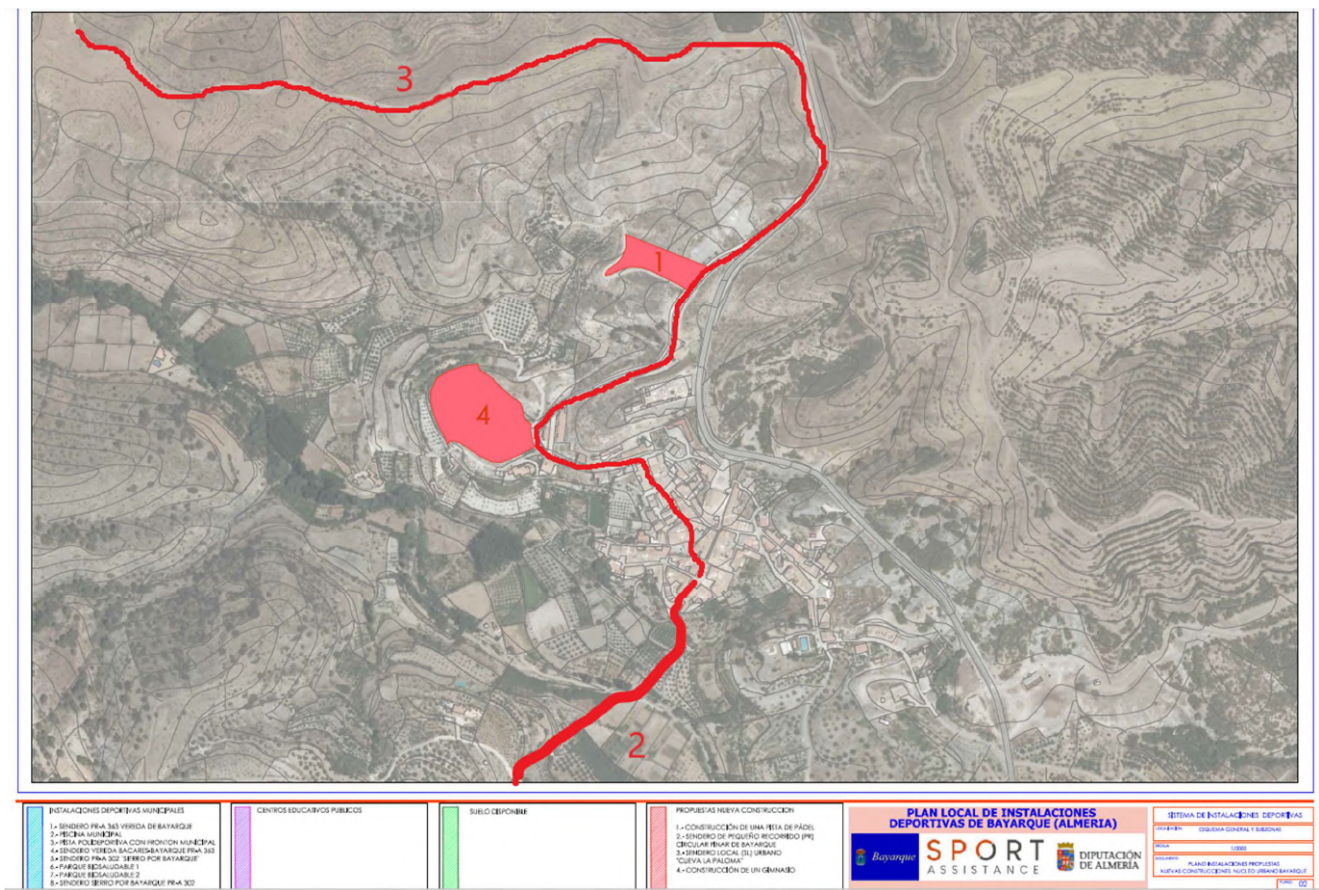 3
1
4
2
INSTALACIONES DEPORTIVAS MUNICIPALES
1.- SENDERO PR-A 363 VEREDA DE BAYARQUE
2.- PISCINA MUNICIPAL
3.- PISTA POLIDEPORTIVA CON FRONTON MUNICIPAL
4.- SENDERO VEREDA BACARES-BAYARQUE PR-A 363
5.- SENDERO PR-A 302 "SIERRO POR BAYARQUE"
6.- PARQUE BIOSALUDABLE 1
7.- PARQUE BIOSALUDABLE 2
8.- SENDERO SIERRO POR BAYARQUE PR-A 302
CENTROS EDUCATIVOS PUBLICOS
SUELO DISPONIBLE
PROPUESTAS NUEVA CONSTRUCCION
1.- CONSTRUCCIÓN DE UNA PISTA DE PÁDEL
2.- SENDERO DE PEQUEÑO RECORRIDO (PR)
CIRCULAR PINAR DE BAYARQUE
3.- SENDERO LOCAL (SL) URBANO
"CUEVA LA PALOMA"
4.- CONSTRUCCIÓN DE UN GIMNASIO
PLAN LOCAL DE INSTALACIONES
DEPORTIVAS DE BAYARQUE (ALMERIA)
Bayarque
SPORT
ASSISTANCE
DIPUTACIÓN
DE ALMERÍA
SISTEMA DE INSTALACIONES DEPORTIVAS
ESQUEMA GENERAL Y SUBZONAS
PLANO INSTALACIONES PROPUESTAS
NUEVAS CONSTRUCCIONES. NUCLEO URBANO BAYARQUE
02